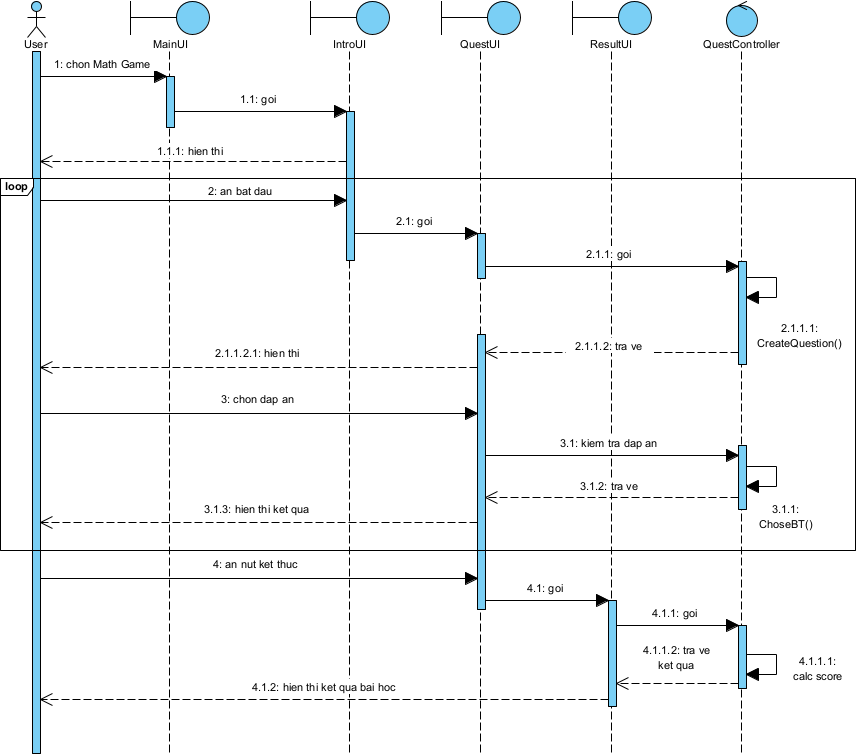 User
MainUI
IntroUI
QuestUI
ResultUI
QuestController
1: chon Math Game
1.1: goi
1.1.1: hien thi
loop
2: an bat dau
2.1: goi
2.1.1: goi
2.1.1.1:
CreateQuestion()
2.1.1.2: tra ve
2.1.1.2.1: hien thi
3: chon dap an
3.1: kiem tra dap an
3.1.2: tra ve
3.1.1:
ChoseBT()
3.1.3: hien thi ket qua
4: an nut ket thuc
4.1: goi
4.1.1: goi
4.1.1.2: tra ve
ket qua
4.1.1.1:
calc score
4.1.2: hien thi ket qua bai hoc